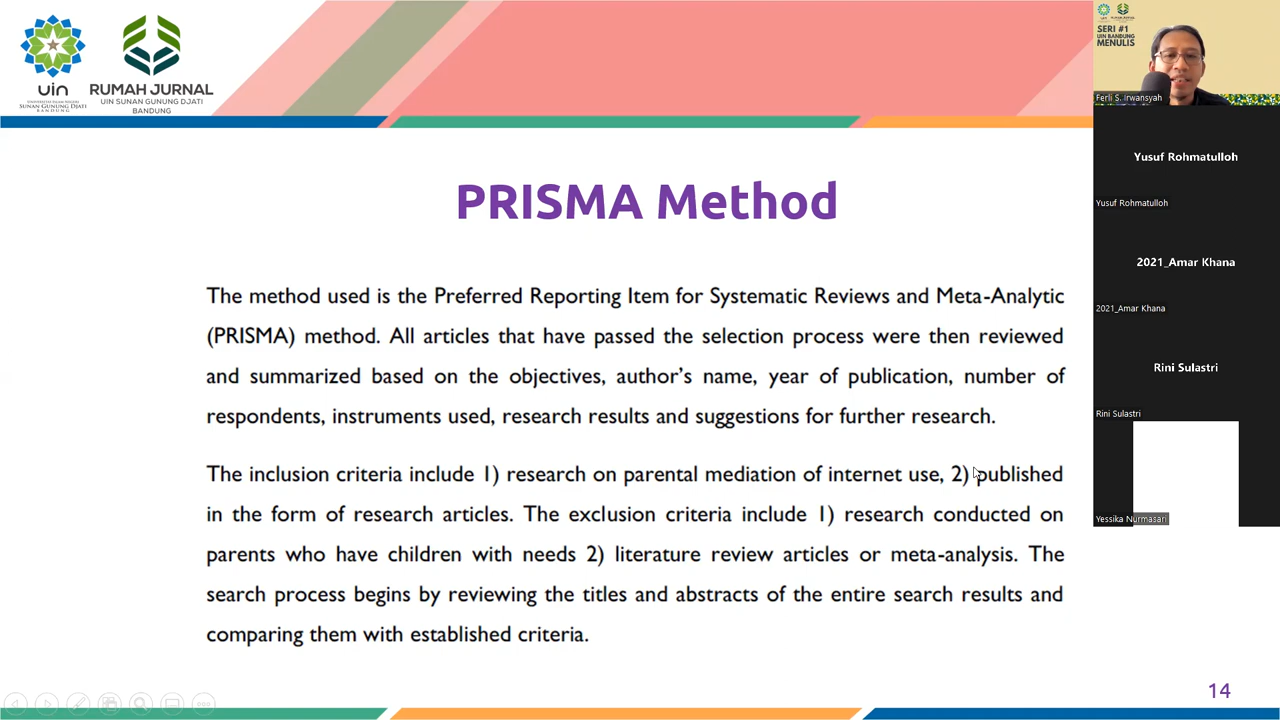 uin
UNIVERSITAS ISLAM NEGERI
SUNAN GUNUNG DJATI
BANDUNG
RUMAH JURNAL
UIN SUNAN GUNUNG DJATI
BANDUNG
PRISMA Method
The method used is the Preferred Reporting Item for Systematic Reviews and Meta-Analytic
(PRISMA) method. All articles that have passed the selection process were then reviewed
and summarized based on the objectives, author's name, year of publication, number of
respondents, instruments used, research results and suggestions for further research.
The inclusion criteria include 1) research on parental mediation of internet use, 2) published
in the form of research articles. The exclusion criteria include 1) research conducted on
parents who have children with needs 2) literature review articles or meta-analysis. The
search process begins by reviewing the titles and abstracts of the entire search results and
comparing them with established criteria.
14
SERI #1
UIN BANDUNG
MENULIS
Ferli S. Irwansyah
Yusuf Rohmatulloh
Yusuf Rohmatulloh
2021_Amar Khana
2021_Amar Khana
Rini Sulastri
Rini Sulastri
Yessika Nurmasari